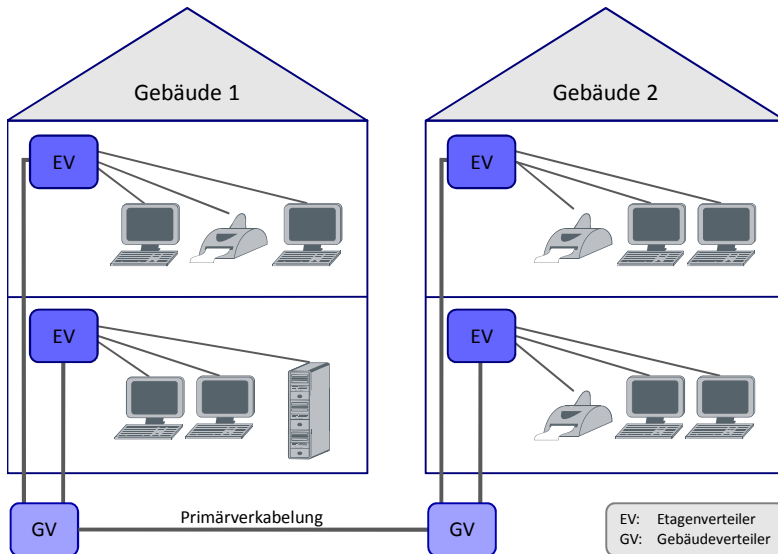 Gebäude 1
Gebäude 2
EV
EV
EV
EV
GV
Primärverkabelung
GV
EV: Etagenverteiler
GV: Gebäudeverteiler